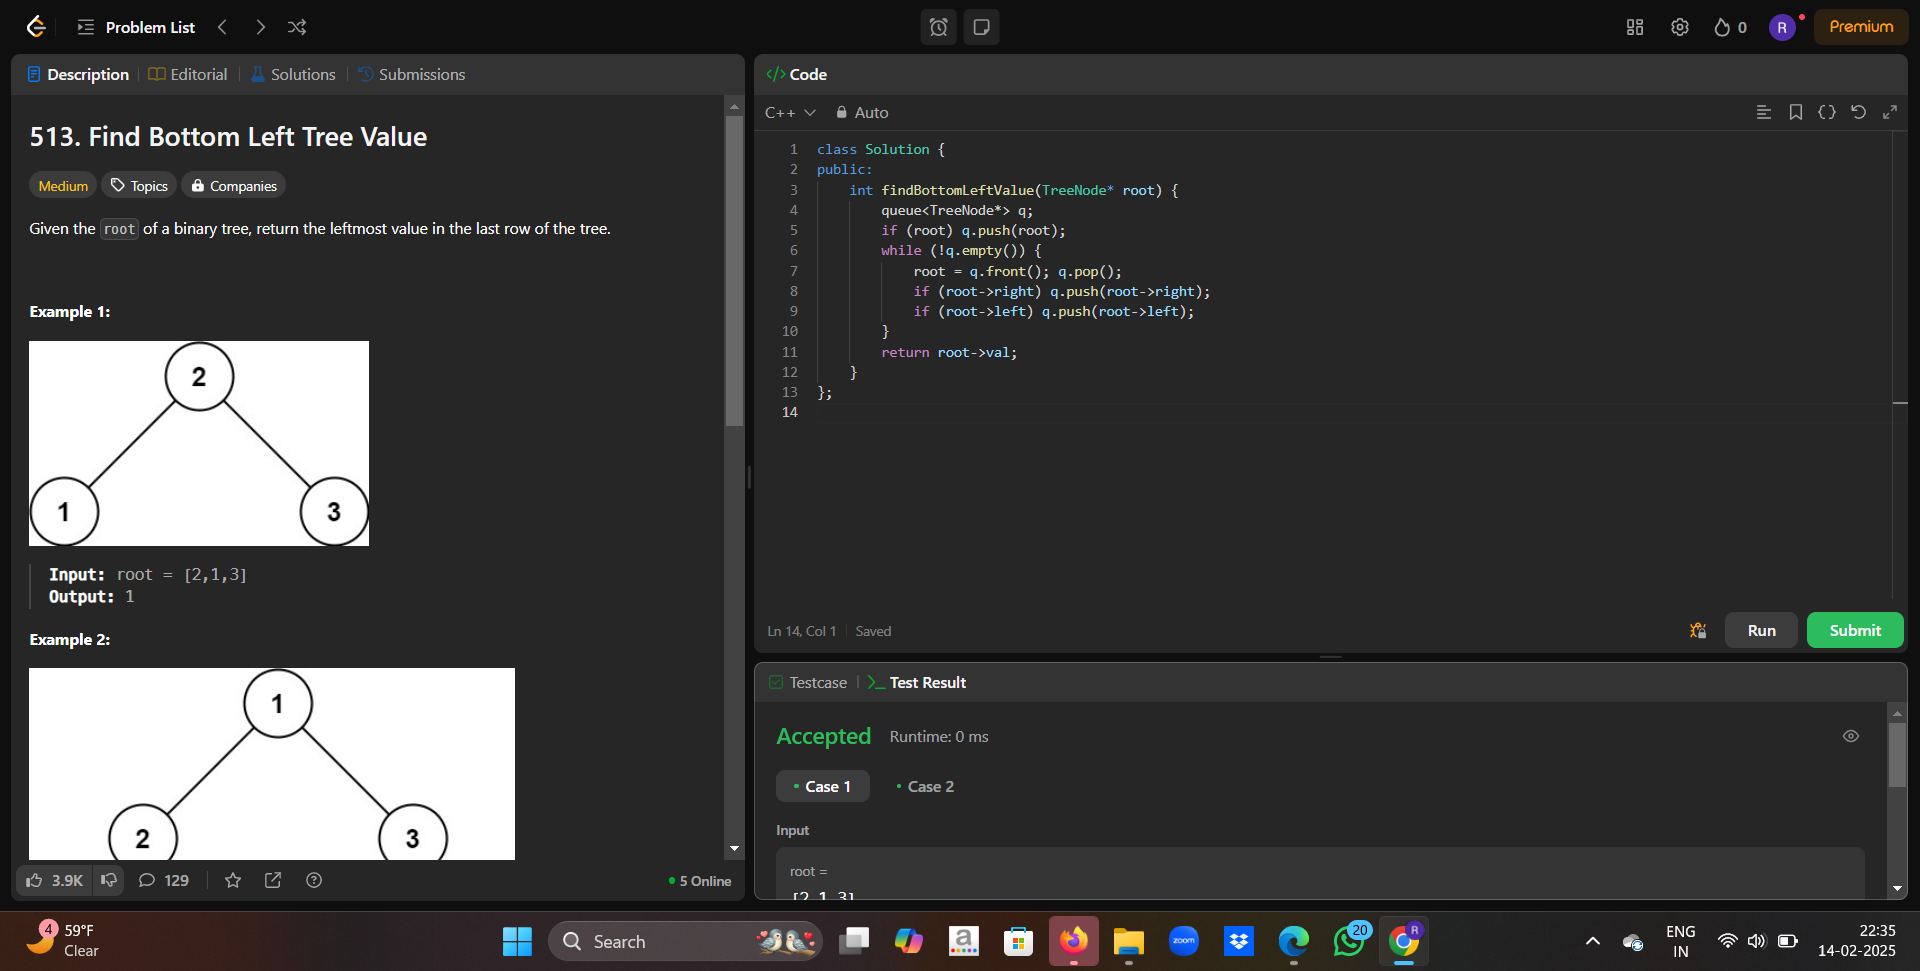 Problem List
0
R
Premium
Description
Editorial
Solutions
Submissions
513. Find Bottom Left Tree Value
Medium
Topics
Companies
Given the root of a binary tree, return the leftmost value in the last row of the tree.
Example 1:
2
1
3
Input: root = [2,1,3]
Output: 1
Example 2:
1
2
3
3.9K
129
5 Online
</> Code
C++
Auto
1 class Solution {
2 public:
3 int findBottomLeftValue(TreeNode* root) {
4 queue<TreeNode*> q;
5 if (root) q.push(root);
6 while (!q.empty()) {
7 root = q.front(); q.pop();
8 if (root->right) q.push(root->right);
9 if (root->left) q.push(root->left);
10 }
11 return root->val;
12 }
13 };
14
Ln 14, Col 1
Saved
Run
Submit
Testcase
Test Result
Accepted
Runtime: 0 ms
Case 1
Case 2
Input
root =
[2,1,3]
4
59°F
Clear
Search
a
zoom
20
R
ENG
IN
22:35
14-02-2025